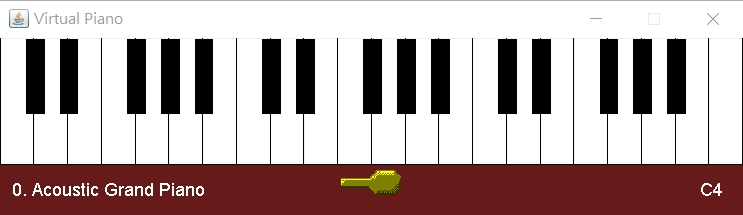 Virtual Piano
0. Acoustic Grand Piano
C4